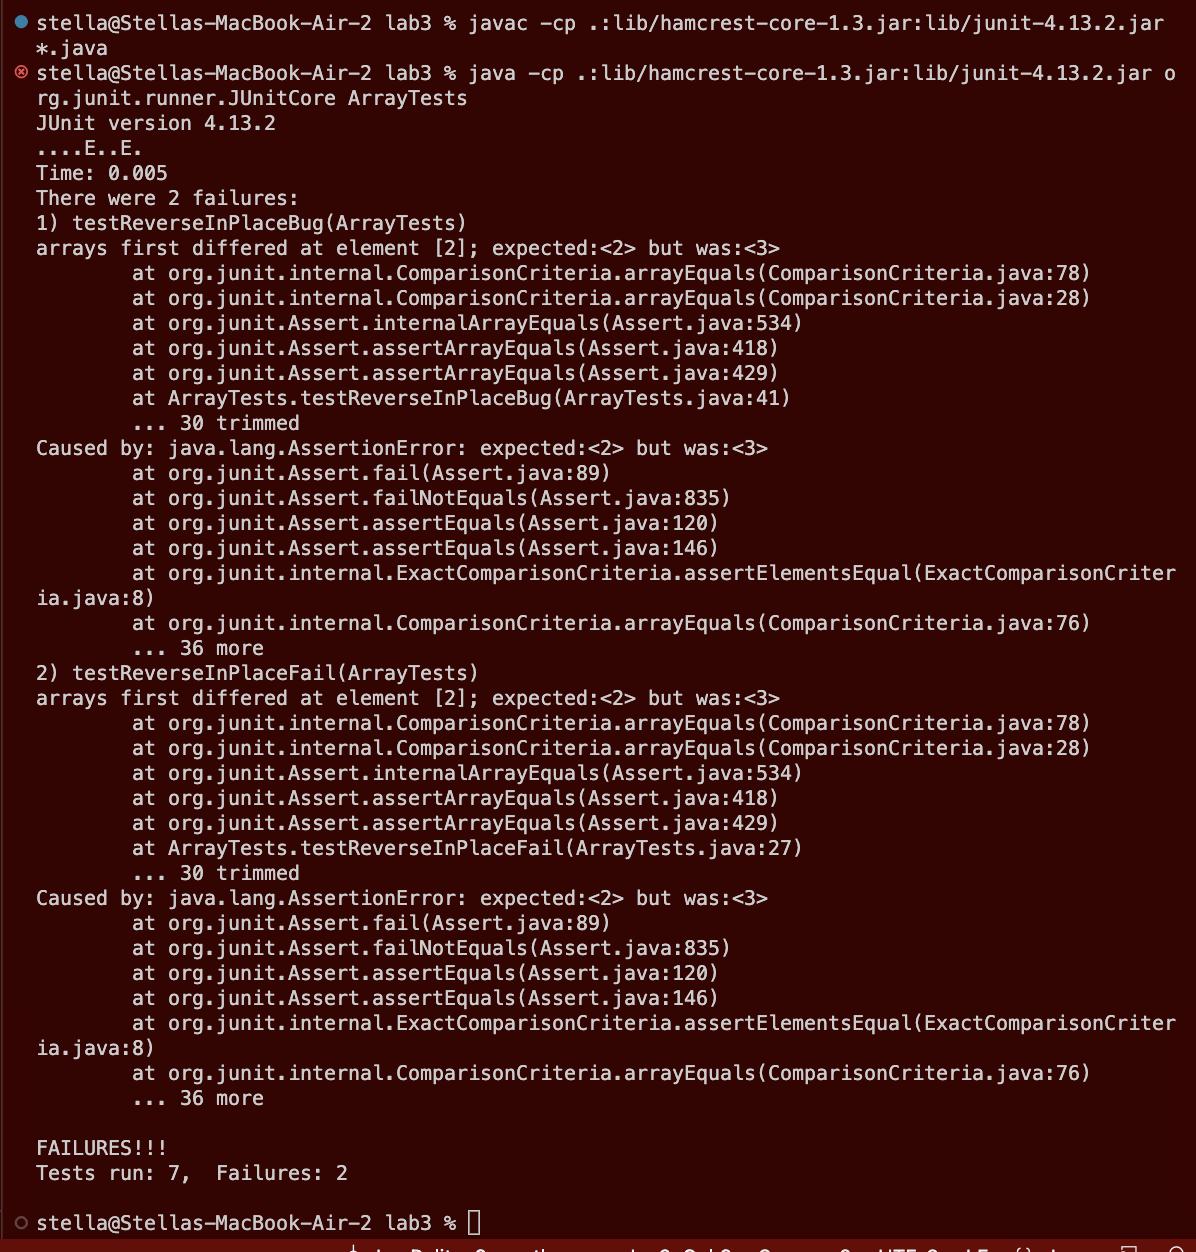 stella@Stellas-MacBook-Air-2 lab3 % javac -cp .:lib/hamcrest-core-1.3.jar:lib/junit-4.13.2.jar
*.java
stella@Stellas-MacBook-Air-2 lab3 % java -cp .:lib/hamcrest-core-1.3.jar:lib/junit-4.13.2.jar o
rg.junit.runner.JUnitCore ArrayTests
JUnit version 4.13.2
....E..E.
Time: 0.005
There were 2 failures:
1) testReverseInPlaceBug(ArrayTests)
arrays first differed at element [2]; expected:<2> but was:<3>
        at org.junit.internal.ComparisonCriteria.arrayEquals(ComparisonCriteria.java:78)
        at org.junit.internal.ComparisonCriteria.arrayEquals(ComparisonCriteria.java:28)
        at org.junit.Assert.internalArrayEquals(Assert.java:534)
        at org.junit.Assert.assertArrayEquals(Assert.java:418)
        at org.junit.Assert.assertArrayEquals(Assert.java:429)
        at ArrayTests.testReverseInPlaceBug(ArrayTests.java:41)
        ... 30 trimmed
Caused by: java.lang.AssertionError: expected:<2> but was:<3>
        at org.junit.Assert.fail(Assert.java:89)
        at org.junit.Assert.failNotEquals(Assert.java:835)
        at org.junit.Assert.assertEquals(Assert.java:120)
        at org.junit.Assert.assertEquals(Assert.java:146)
        at org.junit.internal.ExactComparisonCriteria.assertElementsEqual(ExactComparisonCriter
ia.java:8)
        at org.junit.internal.ComparisonCriteria.arrayEquals(ComparisonCriteria.java:76)
        ... 36 more
2) testReverseInPlaceFail(ArrayTests)
arrays first differed at element [2]; expected:<2> but was:<3>
        at org.junit.internal.ComparisonCriteria.arrayEquals(ComparisonCriteria.java:78)
        at org.junit.internal.ComparisonCriteria.arrayEquals(ComparisonCriteria.java:28)
        at org.junit.Assert.internalArrayEquals(Assert.java:534)
        at org.junit.Assert.assertArrayEquals(Assert.java:418)
        at org.junit.Assert.assertArrayEquals(Assert.java:429)
        at ArrayTests.testReverseInPlaceFail(ArrayTests.java:27)
        ... 30 trimmed
Caused by: java.lang.AssertionError: expected:<2> but was:<3>
        at org.junit.Assert.fail(Assert.java:89)
        at org.junit.Assert.failNotEquals(Assert.java:835)
        at org.junit.Assert.assertEquals(Assert.java:120)
        at org.junit.Assert.assertEquals(Assert.java:146)
        at org.junit.internal.ExactComparisonCriteria.assertElementsEqual(ExactComparisonCriter
ia.java:8)
        at org.junit.internal.ComparisonCriteria.arrayEquals(ComparisonCriteria.java:76)
        ... 36 more

FAILURES!!!
Tests run: 7,  Failures: 2

stella@Stellas-MacBook-Air-2 lab3 %